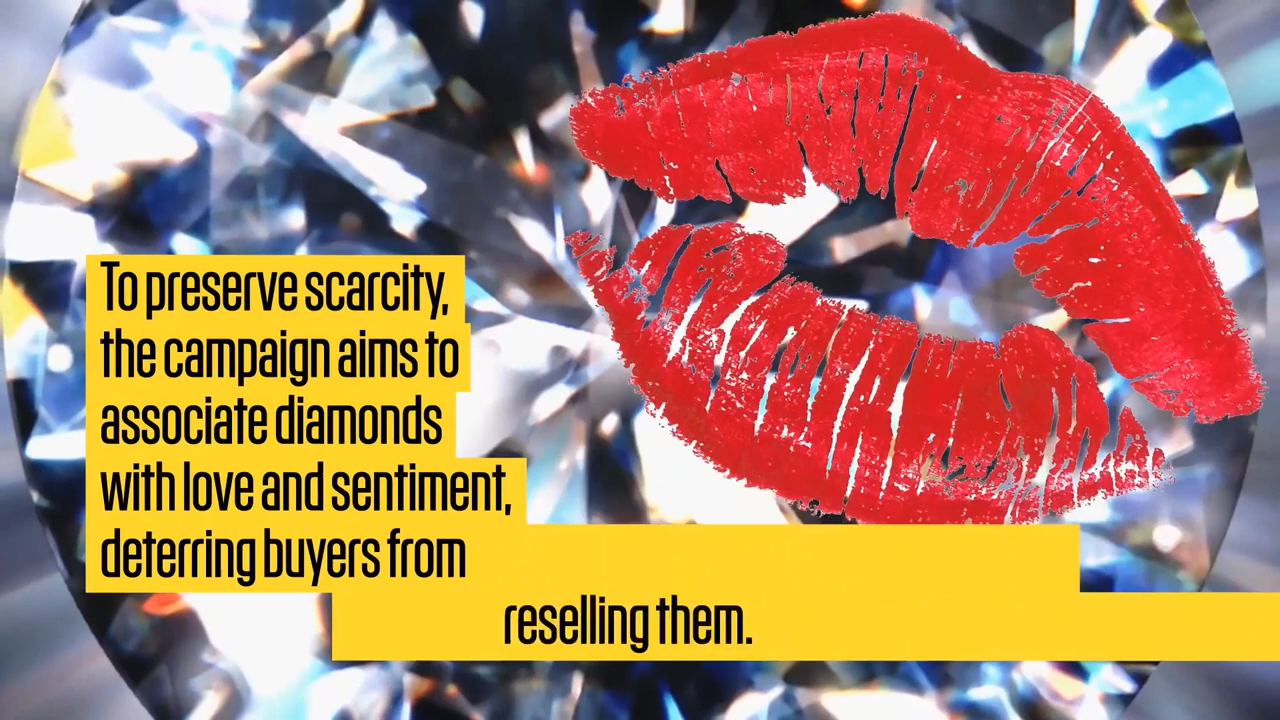 To preserve scarcity,
the campaign aims to
associate diamonds
with love and sentiment,
deterring buyers from
reselling them.